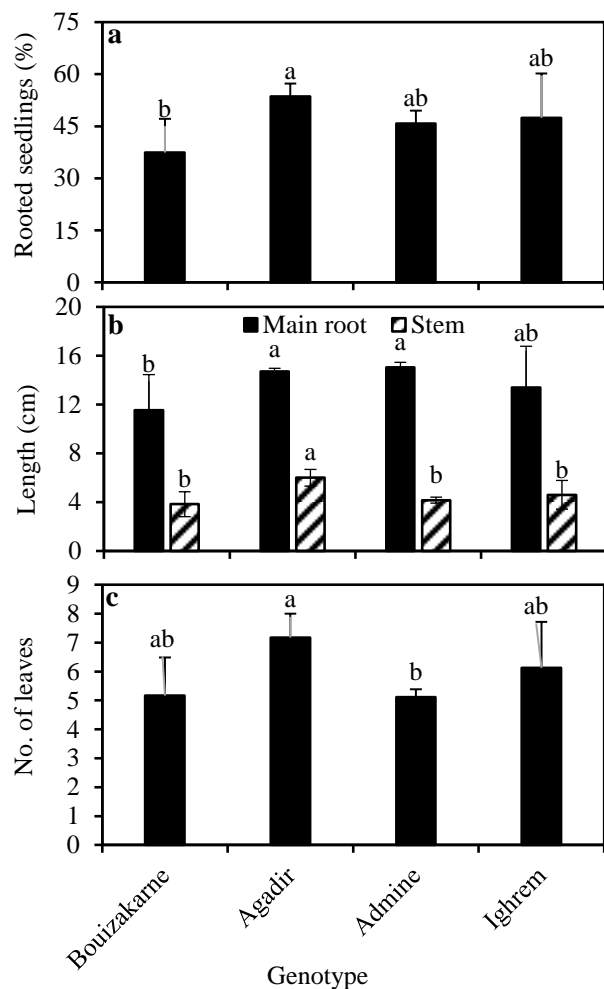 a
Rooted seedlings (%)
75
60
45
30
15
0
b
a
ab
ab
b
Main root
Stem
Length (cm)
20
16
12
8
4
0
b
b
a
a
a
b
ab
b
c
No. of leaves
9
8
7
6
5
4
3
2
1
0
ab
a
b
ab
Bouizakarne
Agadir
Admine
Ighrem
Genotype